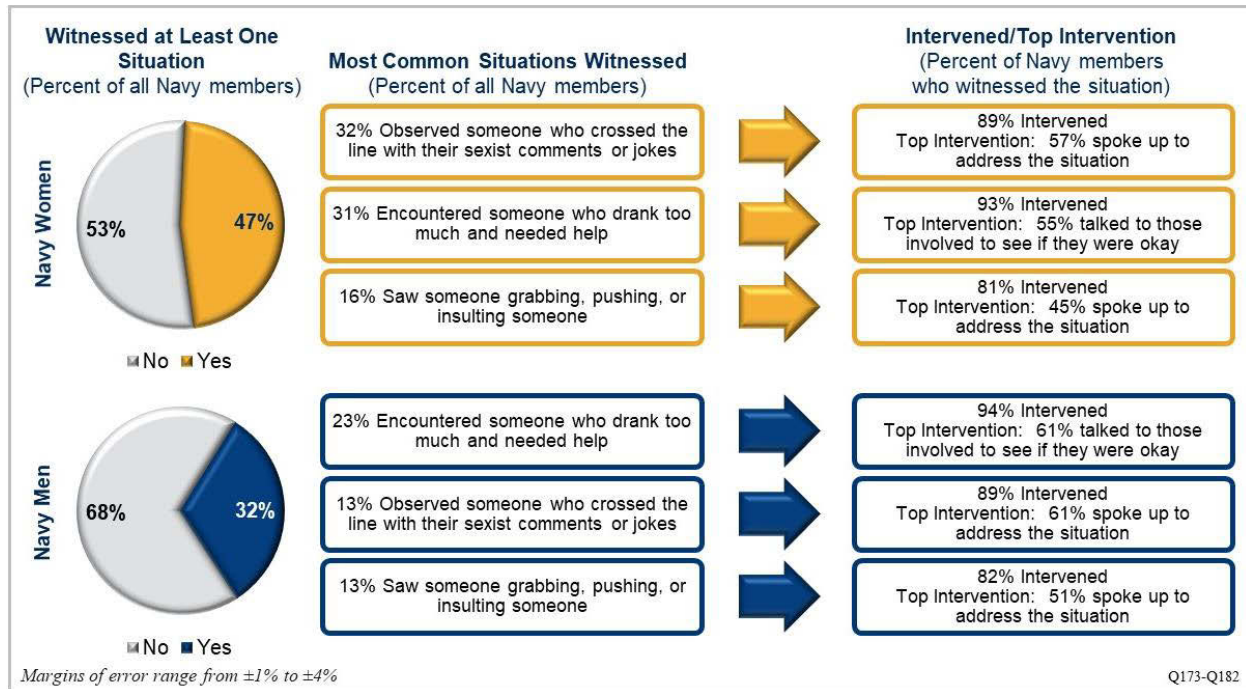 Witnessed at Least One
Situation
(Percent of all Navy members)
Most Common Situations Witnessed
(Percent of all Navy members)
Intervened/Top Intervention
(Percent of Navy members
who witnessed the situation)
Navy Women
53%
47%
No Yes
32% Observed someone who crossed the
line with their sexist comments or jokes
89% Intervened
Top Intervention: 57% spoke up to
address the situation
31% Encountered someone who drank too
much and needed help
93% Intervened
Top Intervention: 55% talked to those
involved to see if they were okay
16% Saw someone grabbing, pushing, or
insulting someone
81% Intervened
Top Intervention: 45% spoke up to
address the situation
Navy Men
68%
32%
No Yes
23% Encountered someone who drank too
much and needed help
94% Intervened
Top Intervention: 61% talked to those
involved to see if they were okay
13% Observed someone who crossed the
line with their sexist comments or jokes
89% Intervened
Top Intervention: 61% spoke up to
address the situation
13% Saw someone grabbing, pushing, or
insulting someone
82% Intervened
Top Intervention: 51% spoke up to
address the situation
Margins of error range from ±1% to ±4%
Q173-Q182